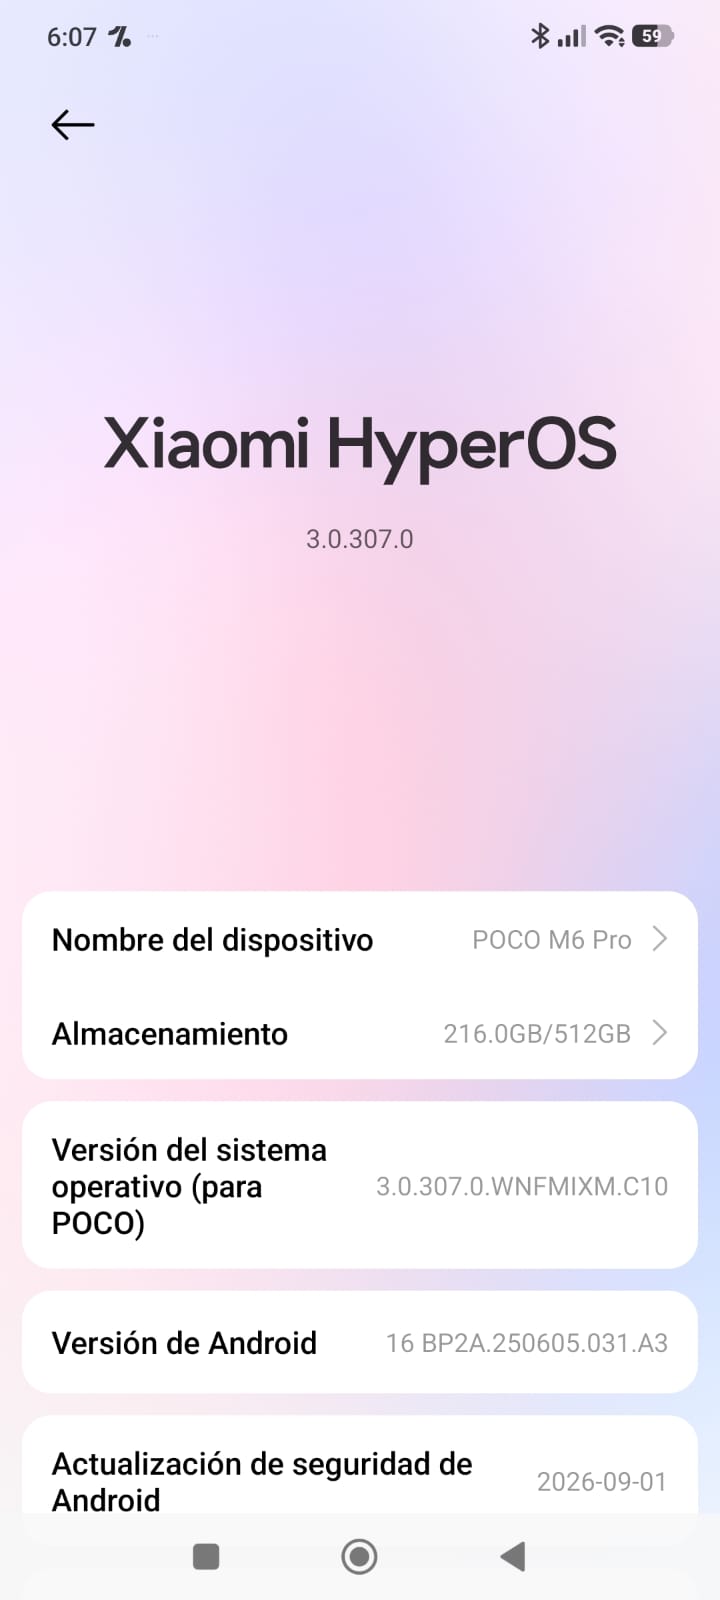 6:07
59
Xiaomi HyperOS
3.0.307.0
Nombre del dispositivo POCO M6 Pro
Almacenamiento 216.0GB/512GB
Versión del sistema
operativo (para 3.0.307.0.WNFMIXM.C10
POCO)
Versión de Android 16 BP2A.250605.031.A3
Actualización de seguridad de
Android 2026-09-01